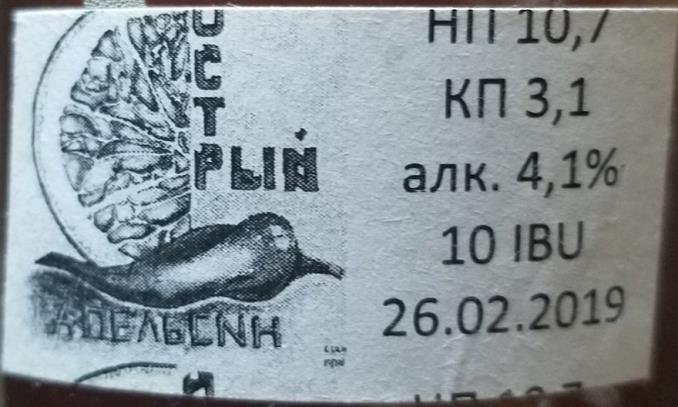 ОСТРЫЙ
АПЕЛЬСИН
НП 10,7
КП 3,1
алк. 4,1%
10 IBU
26.02.2019